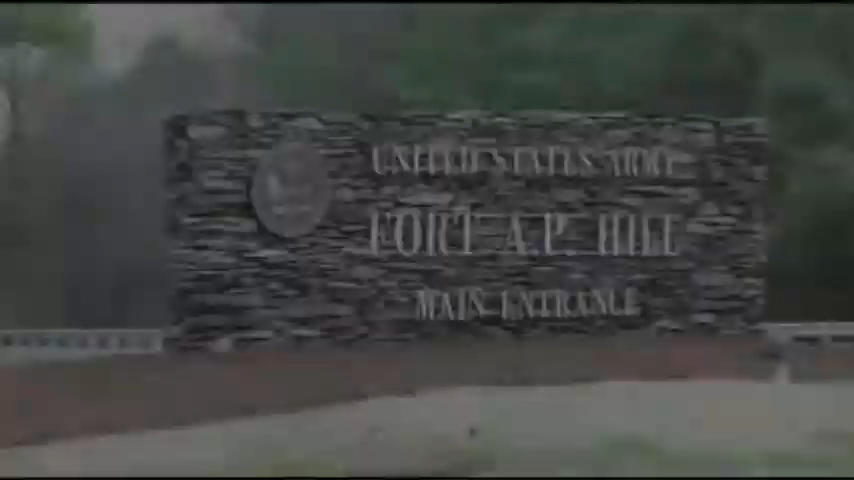 UNITED STATES ARMY
FORT A.P. HILL
MAIN ENTRANCE